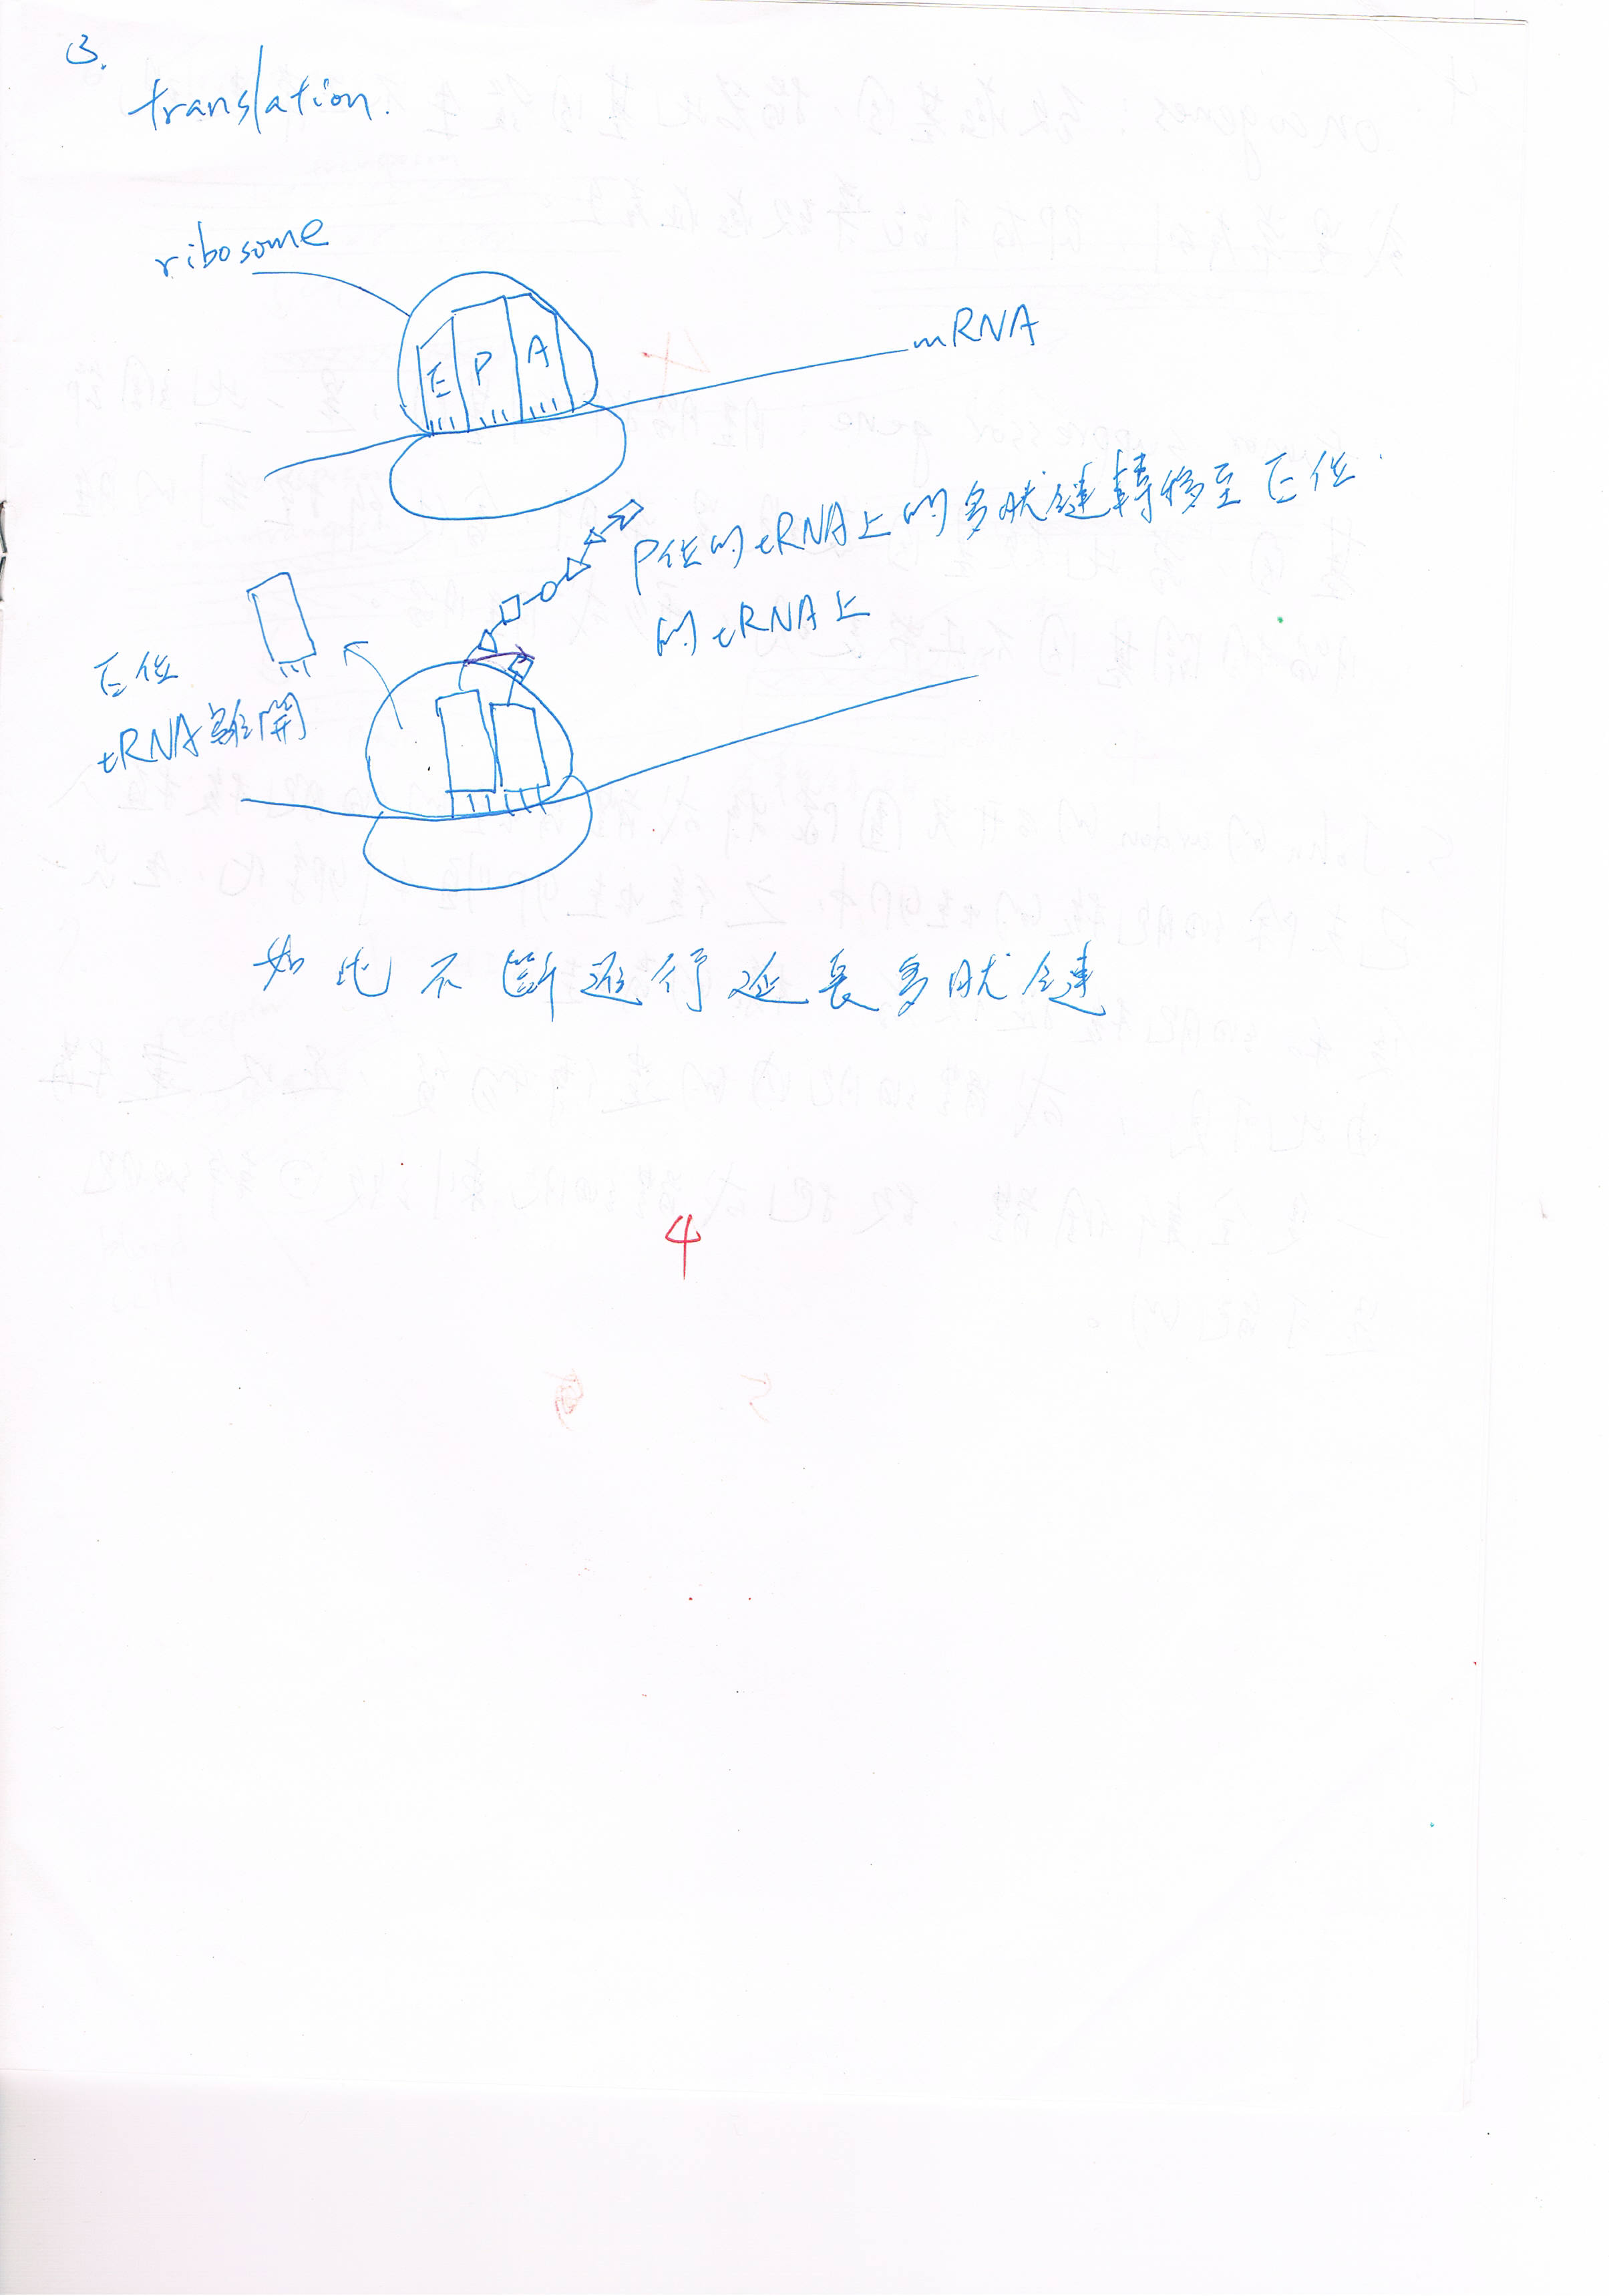 3.
translation.
ribosome
E P A
mRNA
P位的tRNA上的多肽鏈轉移至E位
的tRNA上
E位
tRNA離開
如此不斷進行延長多肽鏈
4